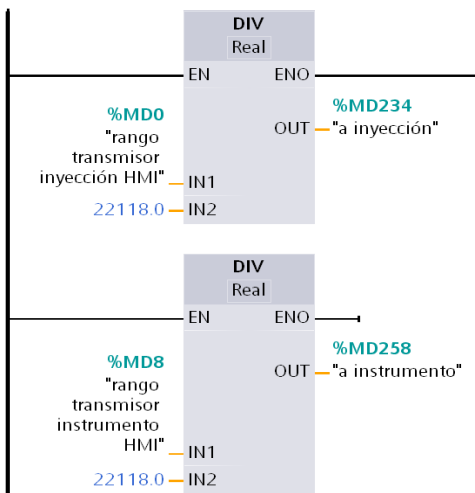 DIV
Real
EN ENO
%MD0
"rango
transmisor
inyección HMI"
IN1
22118.0
IN2
%MD234
OUT
"a inyección"
DIV
Real
EN ENO
%MD8
"rango
transmisor
instrumento
HMI"
IN1
22118.0
IN2
%MD258
OUT
"a instrumento"